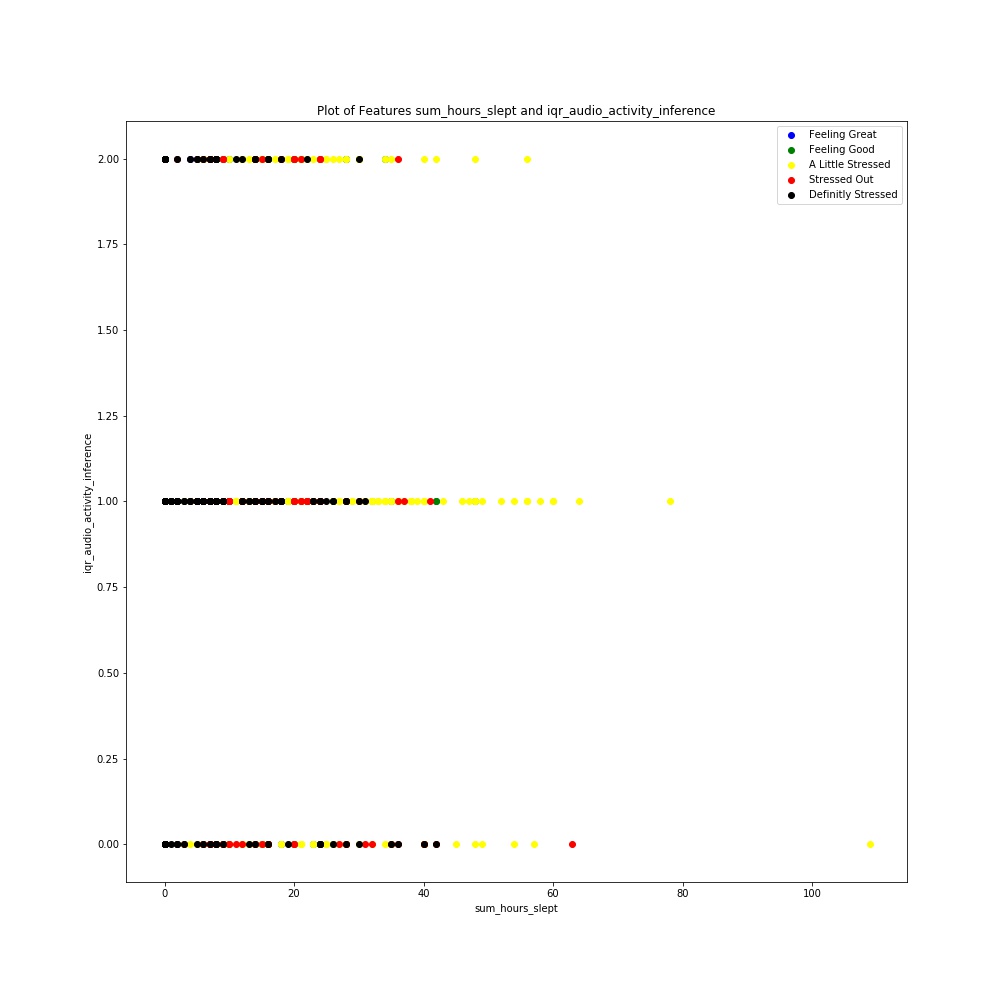 Plot of Features sum_hours_slept and iqr_audio_activity_inference
Feeling Great
Feeling Good
A Little Stressed
Stressed Out
Definitly Stressed
iqr_audio_activity_inference
2.00
1.75
1.50
1.25
1.00
0.75
0.50
0.25
0.00
0 20 40 60 80 100
sum_hours_slept